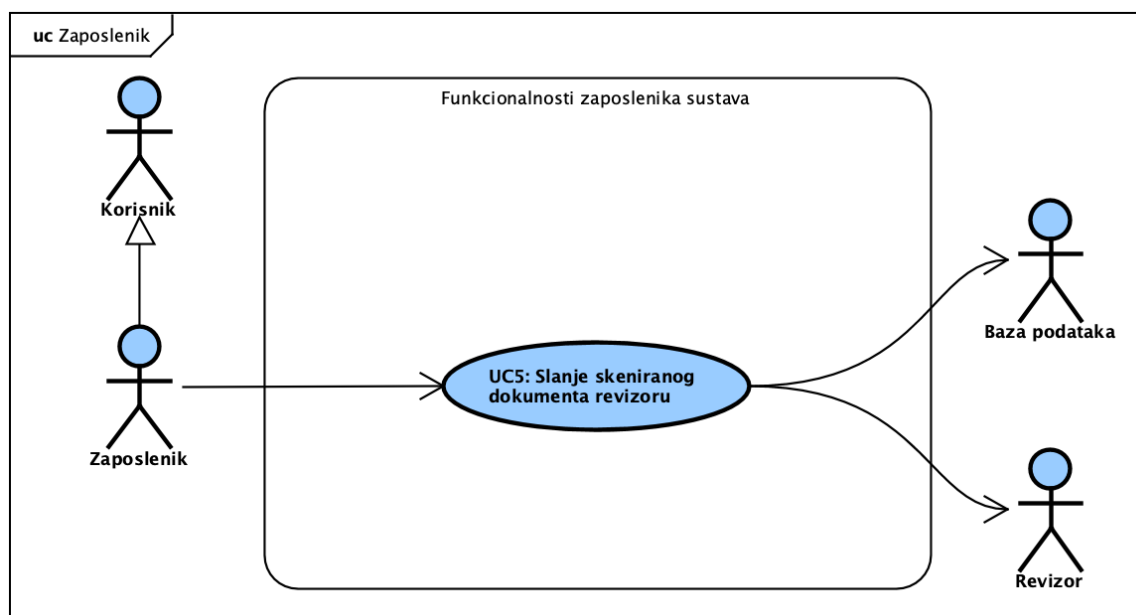 uc Zaposlenik
Funkcionalnosti zaposlenika sustava
Korisnik
Baza podataka
UC5: Slanje skeniranog
dokumenta revizoru
Zaposlenik
Revizor